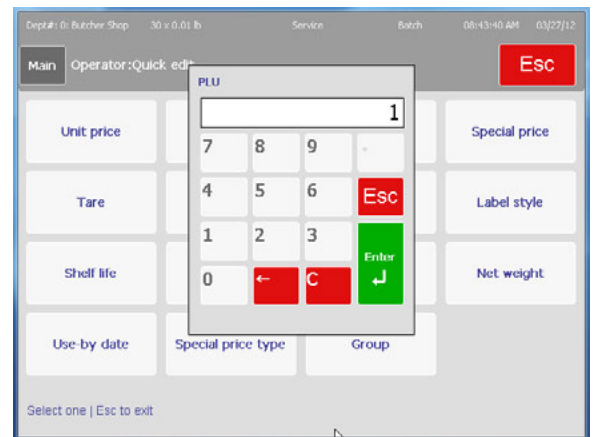 Dept#: 0: Butcher Shop 30 x 0.01 lb Service Batch 08:43:40 AM 03/27/12
Main Operator:Quick edit Esc
PLU
1
7 8 9 .
4 5 6 Esc
1 2 3
Enter
0 ← C ↵
Unit price Special price
Tare Label style
Shelf life Net weight
Use-by date Special price type Group
Select one | Esc to exit